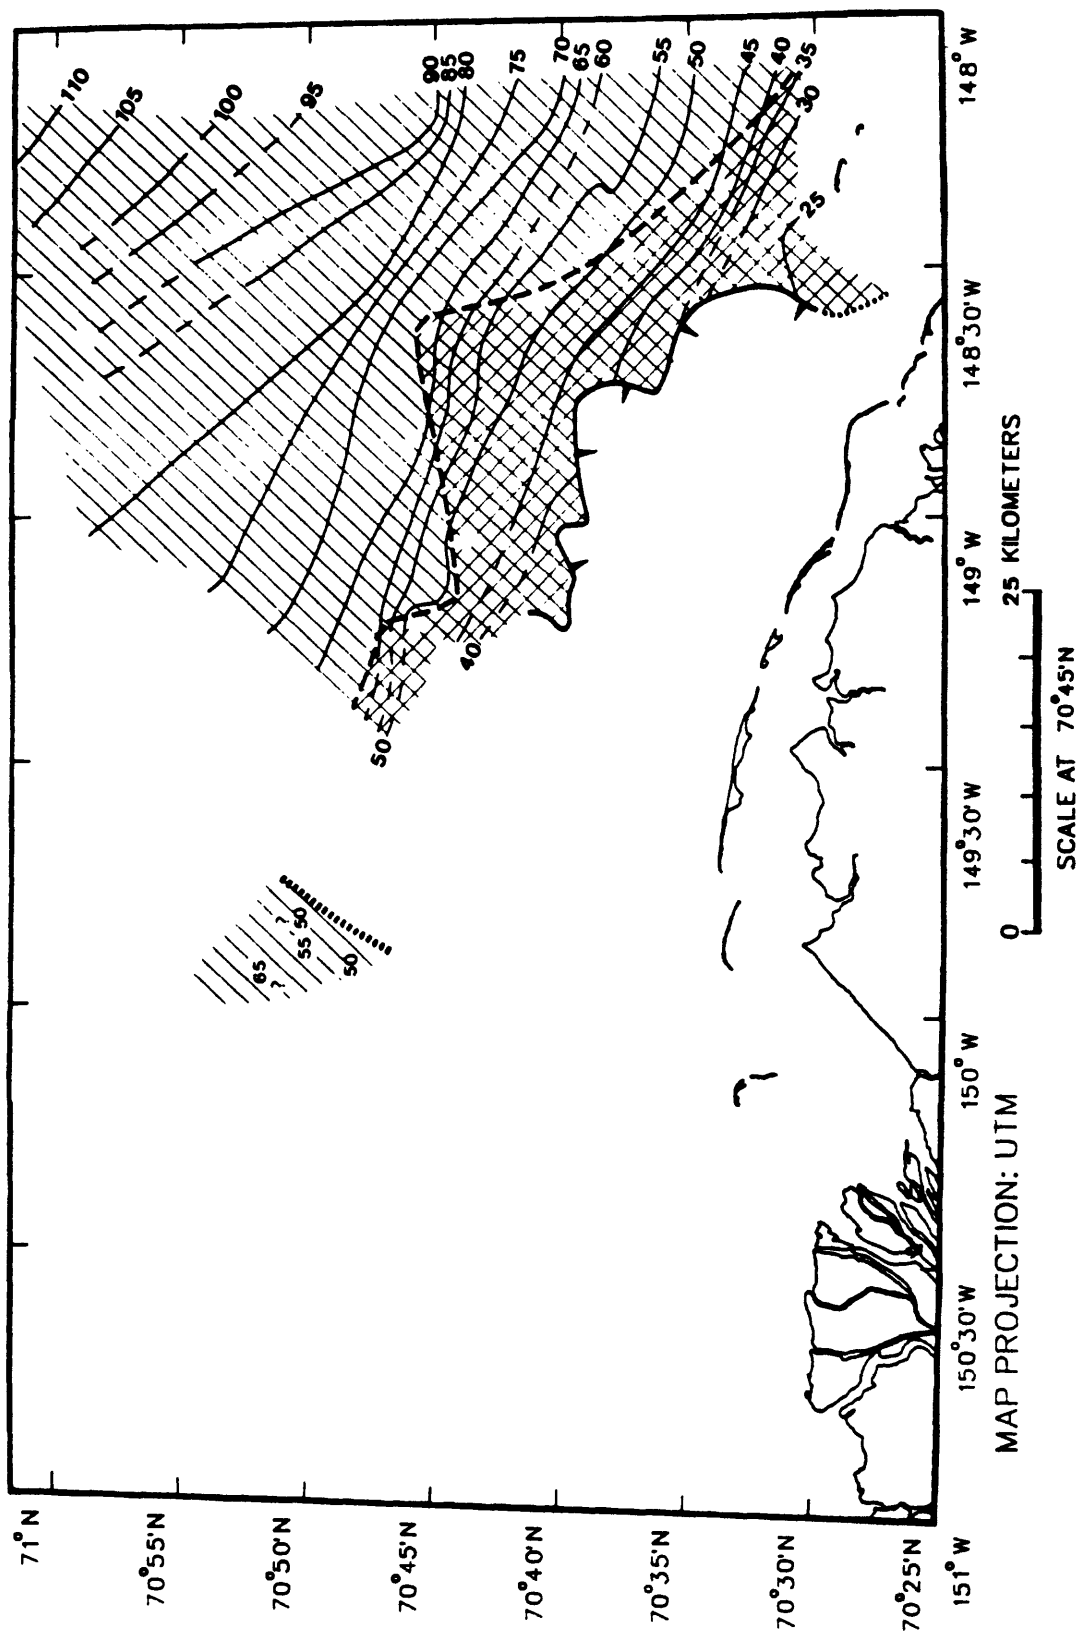 71°N
70°55'N
70°50'N
70°45'N
70°40'N
70°35'N
70°30'N
70°25'N
151°W
150°30'W
150°W
149°30'W
149°W
148°30'W
148°W
110
105
100
95
90
85
80
75
70
65
60
55
50
45
40
35
30
25
40
50
65
?
55
?
50
50
MAP PROJECTION: UTM
0
25 KILOMETERS
SCALE AT 70°45'N